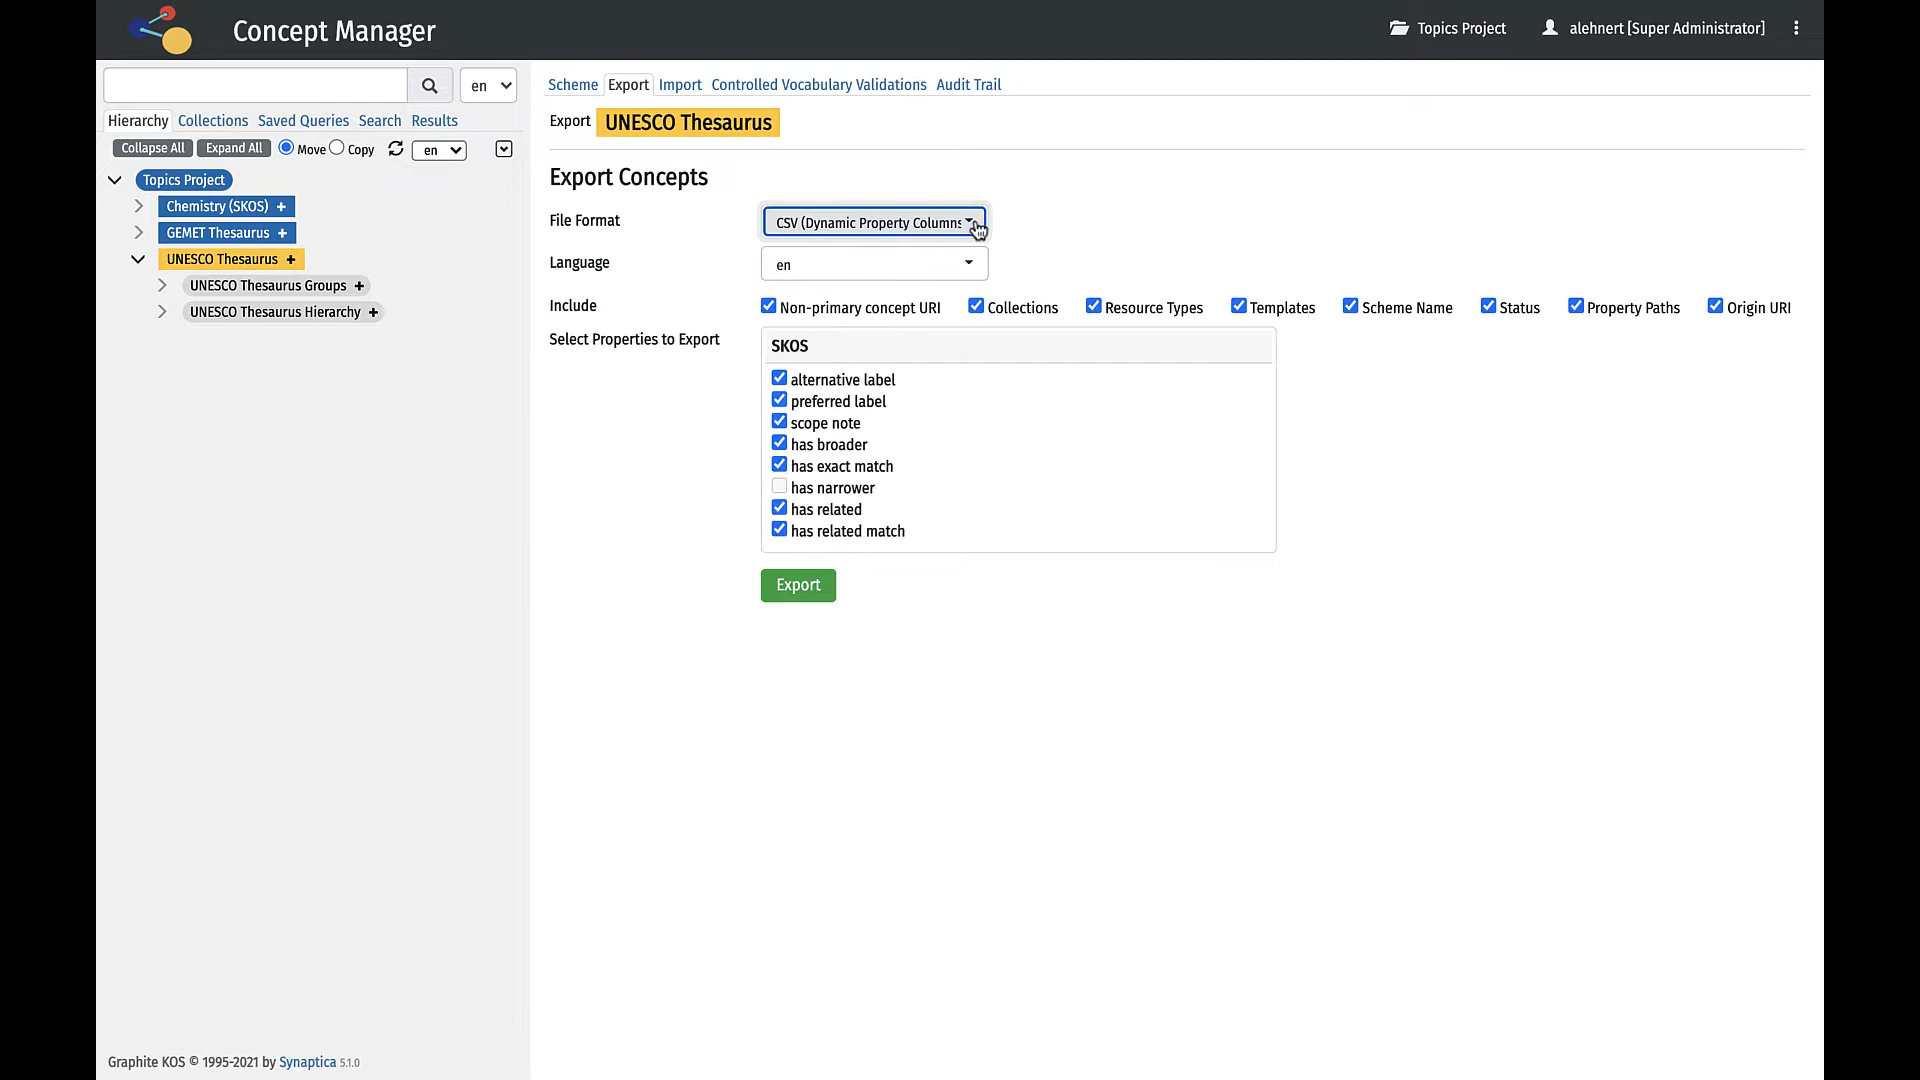 Concept Manager
Topics Project
alehnert [Super Administrator]
en
Hierarchy Collections Saved Queries Search Results
Collapse All Expand All Move Copy en
Topics Project
Chemistry (SKOS) +
GEMET Thesaurus +
UNESCO Thesaurus +
UNESCO Thesaurus Groups +
UNESCO Thesaurus Hierarchy +
Graphite KOS © 1995-2021 by Synaptica 5.1.0
Scheme Export Import Controlled Vocabulary Validations Audit Trail
Export UNESCO Thesaurus
Export Concepts
File Format CSV (Dynamic Property Columns
Language en
Include Non-primary concept URI Collections Resource Types Templates Scheme Name Status Property Paths Origin URI
Select Properties to Export
SKOS
alternative label
preferred label
scope note
has broader
has exact match
has narrower
has related
has related match
Export